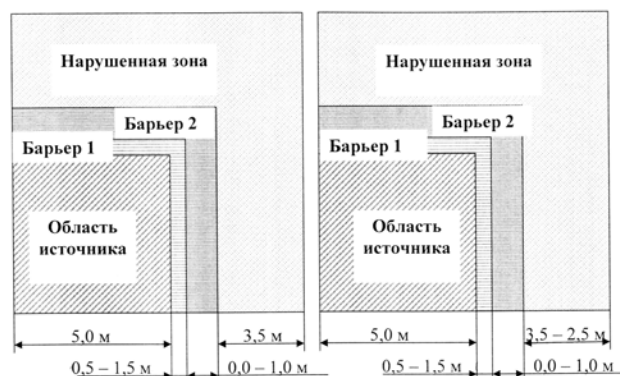 Нарушенная зона
Барьер 2
Барьер 1
Область
источника
5,0 м
3,5 м
0,5 – 1,5 м
0,0 – 1,0 м
Нарушенная зона
Барьер 2
Барьер 1
Область
источника
5,0 м
3,5 – 2,5 м
0,5 – 1,5 м
0,0 – 1,0 м